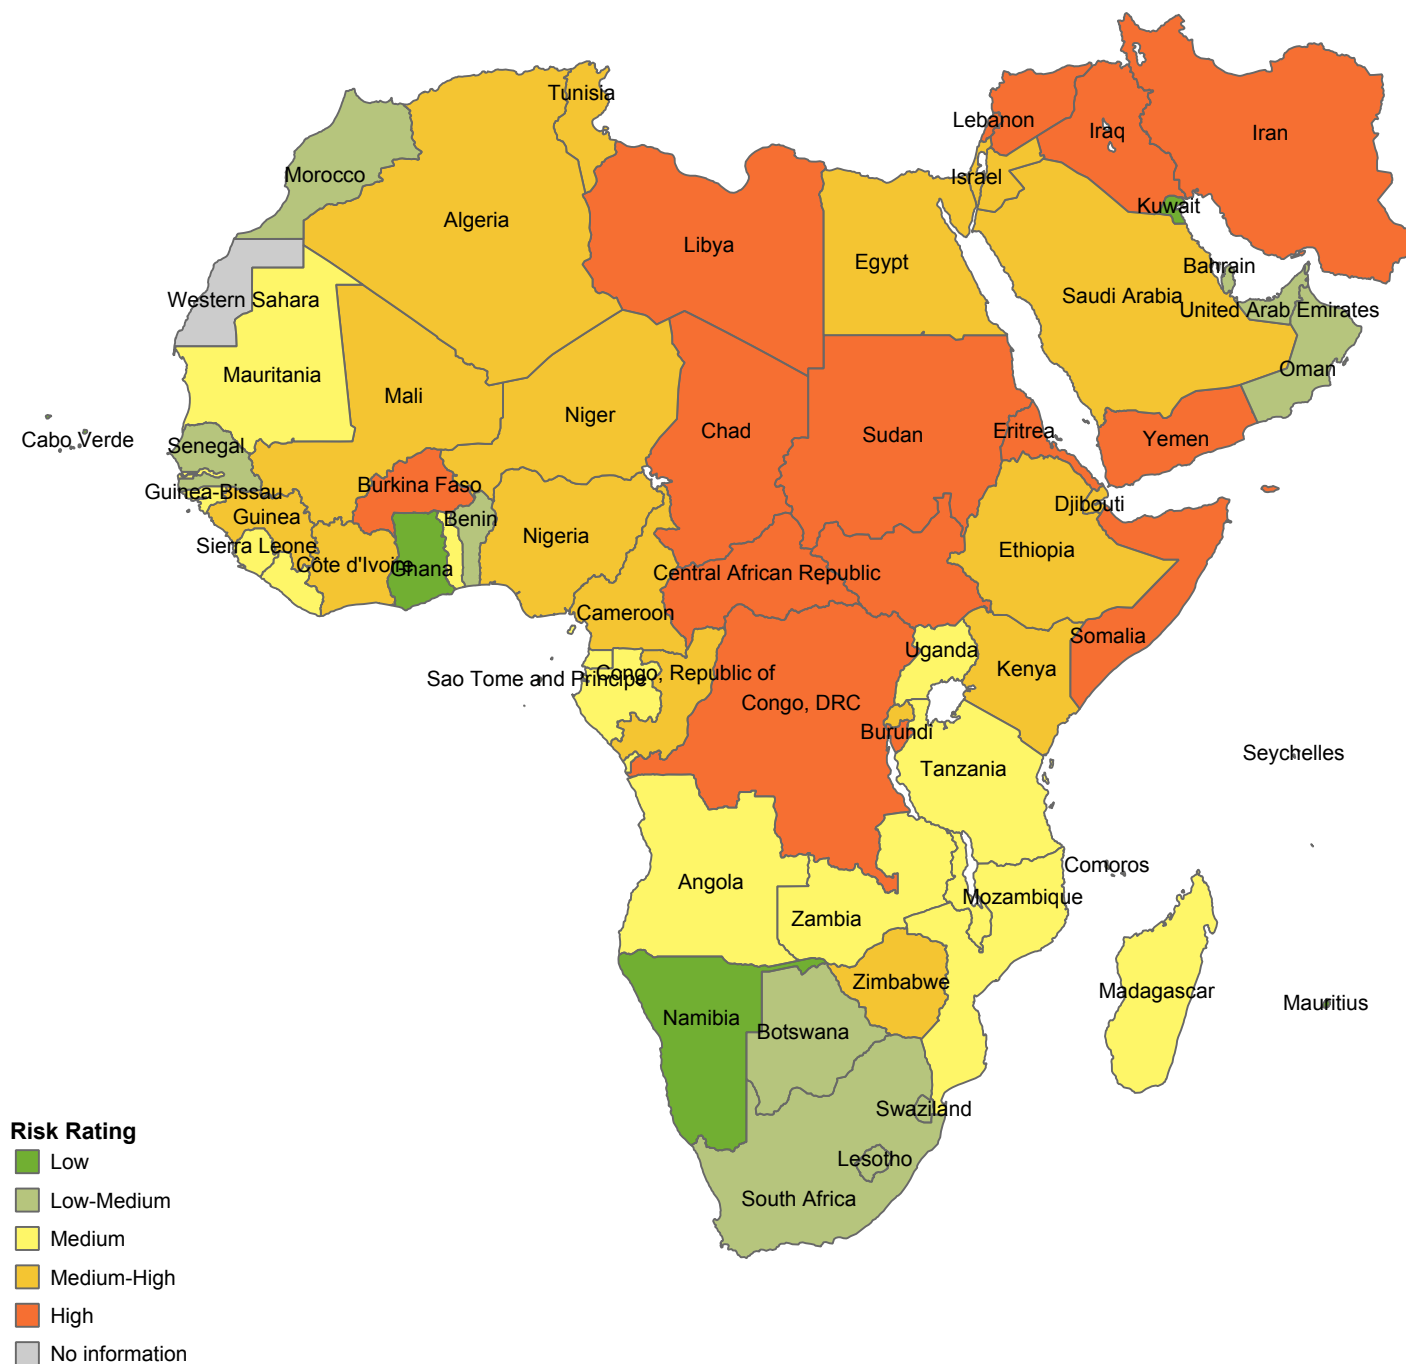 Tunisia
Lebanon
Iraq
Iran
Morocco
Israel
Kuwait
Algeria
Libya
Egypt
Bahrain
Western Sahara
Saudi Arabia
United Arab Emirates
Mauritania
Oman
Mali
Niger
Cabo Verde
Senegal
Chad
Sudan
Eritrea
Yemen
Guinea-Bissau
Burkina Faso
Djibouti
Guinea
Benin
Sierra Leone
Nigeria
Ethiopia
Côte d'Ivoire
Ghana
Central African Republic
Cameroon
Somalia
Uganda
Sao Tome and Principe
Congo, Republic of
Kenya
Congo, DRC
Burundi
Seychelles
Tanzania
Comoros
Angola
Mozambique
Zambia
Zimbabwe
Madagascar
Mauritius
Namibia
Botswana
Swaziland
Lesotho
South Africa
Risk Rating
Low
Low-Medium
Medium
Medium-High
High
No information